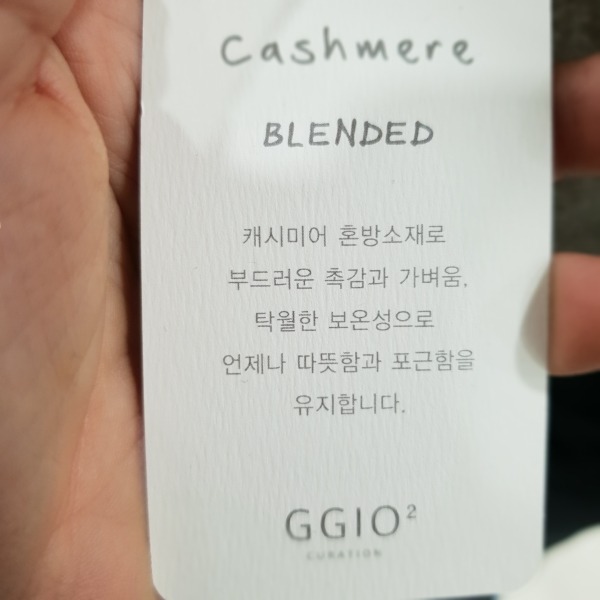 Cashmere
BLENDED
캐시미어 혼방소재로
부드러운 촉감과 가벼움,
탁월한 보온성으로
언제나 따뜻함과 포근함을
유지합니다.
GGIO²
CURATION